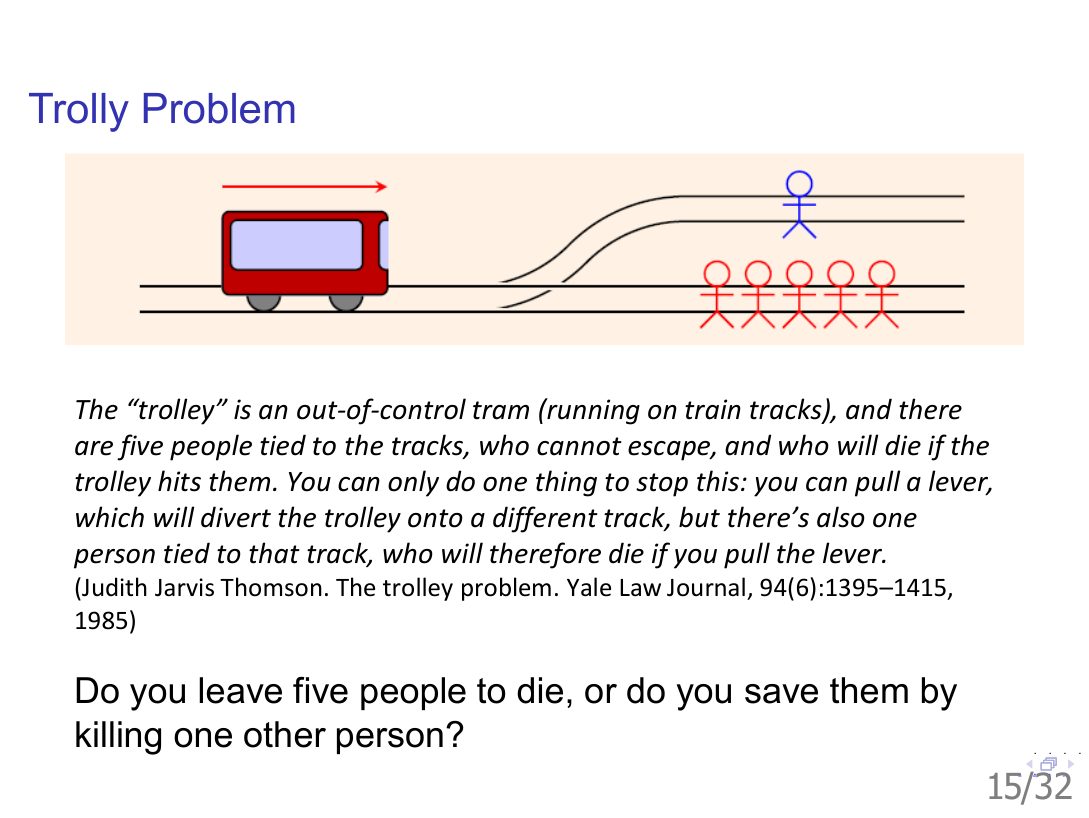 Trolly Problem
The “trolley” is an out-of-control tram (running on train tracks), and there
are five people tied to the tracks, who cannot escape, and who will die if the
trolley hits them. You can only do one thing to stop this: you can pull a lever,
which will divert the trolley onto a different track, but there’s also one
person tied to that track, who will therefore die if you pull the lever.
(Judith Jarvis Thomson. The trolley problem. Yale Law Journal, 94(6):1395–1415,
1985)
Do you leave five people to die, or do you save them by
killing one other person?
15/32